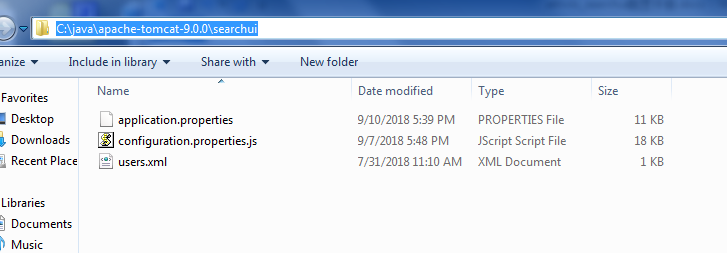 C:\java\apache-tomcat-9.0.0\searchui
anize Include in library Share with New folder
Favorites Name Date modified Type Size
Desktop application.properties 9/10/2018 5:39 PM PROPERTIES File 11 KB
Downloads configuration.properties.js 9/7/2018 5:48 PM JScript Script File 18 KB
Recent Place users.xml 7/31/2018 11:10 AM XML Document 1 KB
Libraries
Documents
Music